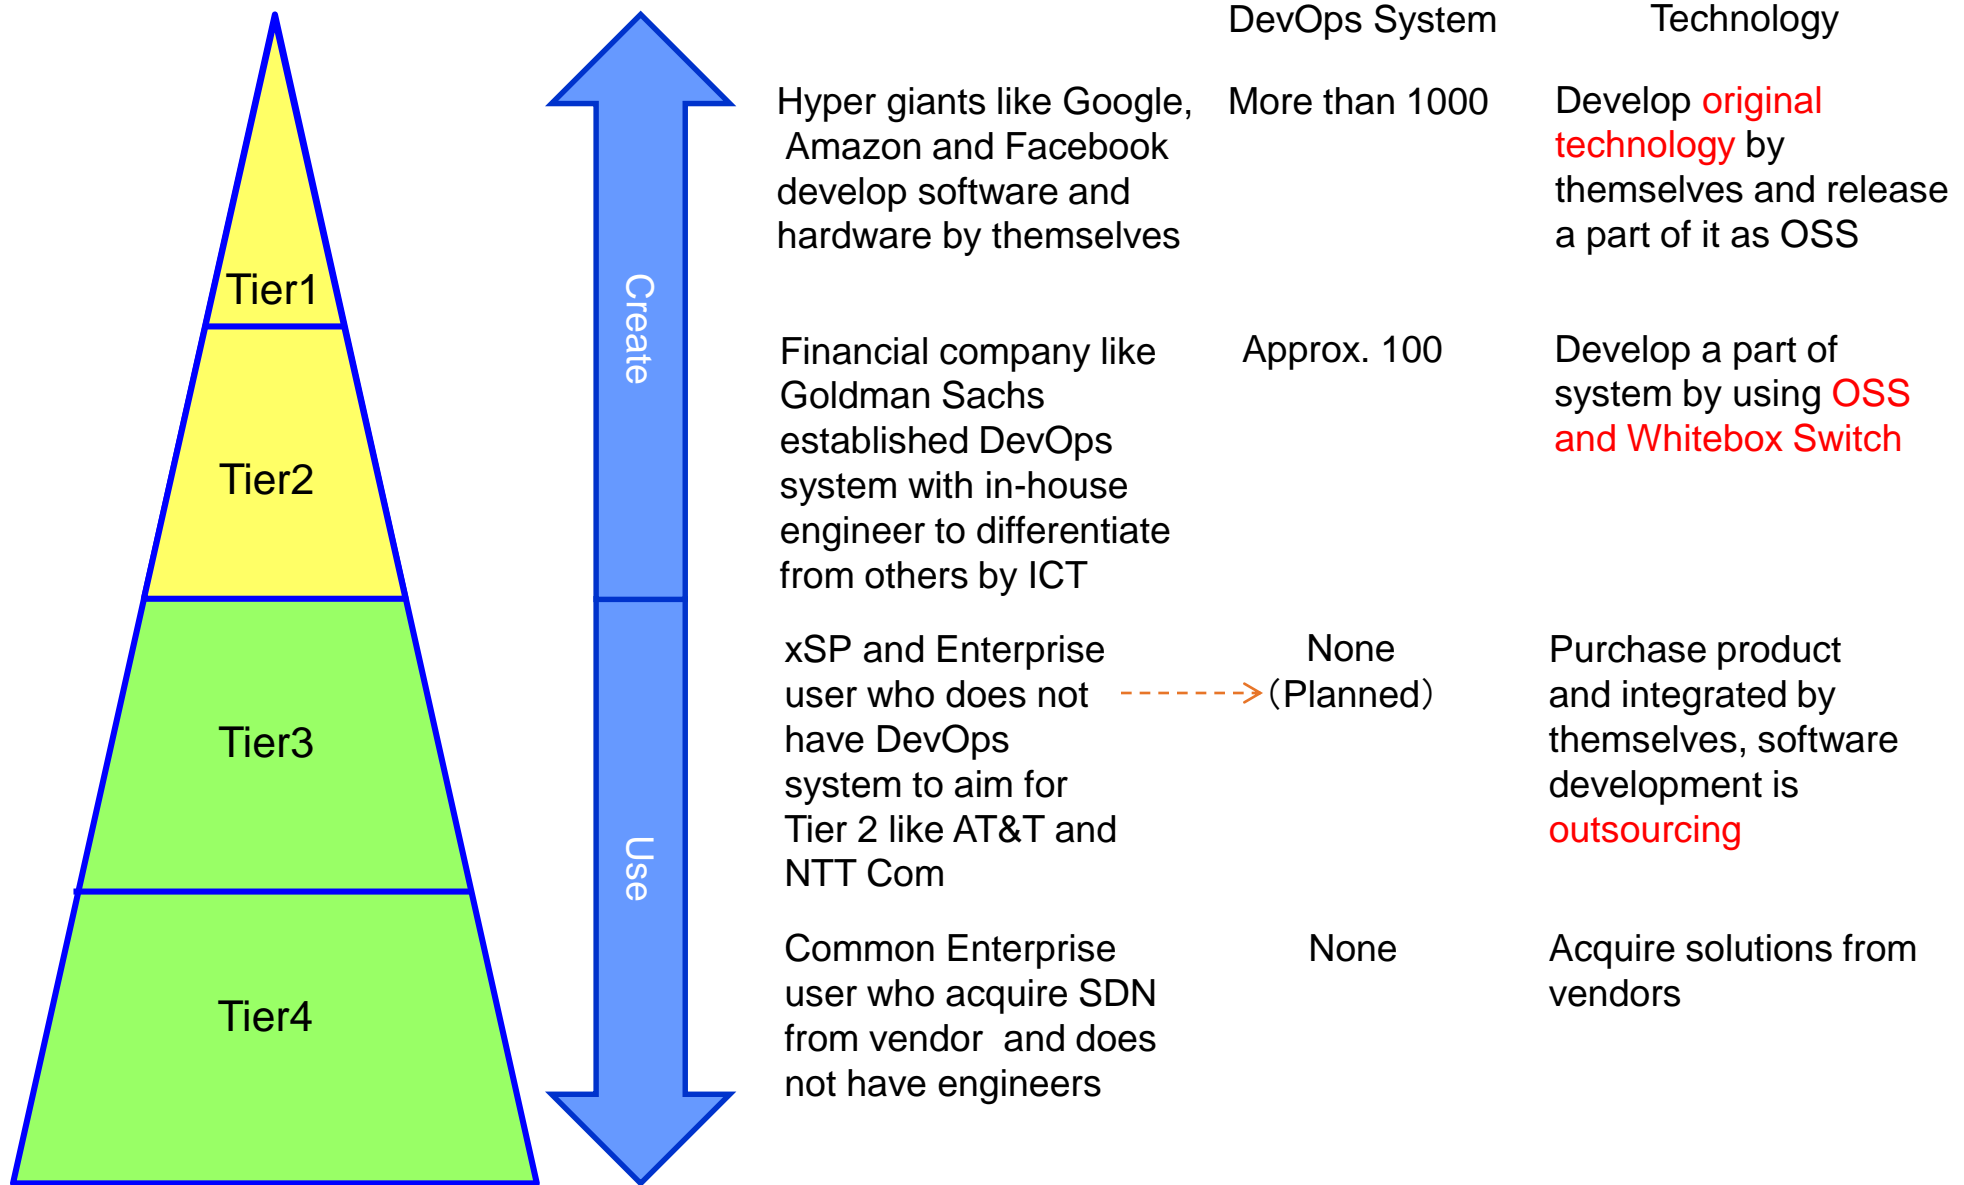 DevOps System
Technology
Tier1
Create
Hyper giants like Google,
Amazon and Facebook
develop software and
hardware by themselves
More than 1000
Develop original
technology by
themselves and release
a part of it as OSS
Tier2
Financial company like
Goldman Sachs
established DevOps
system with in-house
engineer to differentiate
from others by ICT
Approx. 100
Develop a part of
system by using OSS
and Whitebox Switch
Tier3
Use
xSP and Enterprise
user who does not
have DevOps
system to aim for
Tier 2 like AT&T and
NTT Com
None
（Planned）
Purchase product
and integrated by
themselves, software
development is
outsourcing
Tier4
Common Enterprise
user who acquire SDN
from vendor  and does
not have engineers
None
Acquire solutions from
vendors